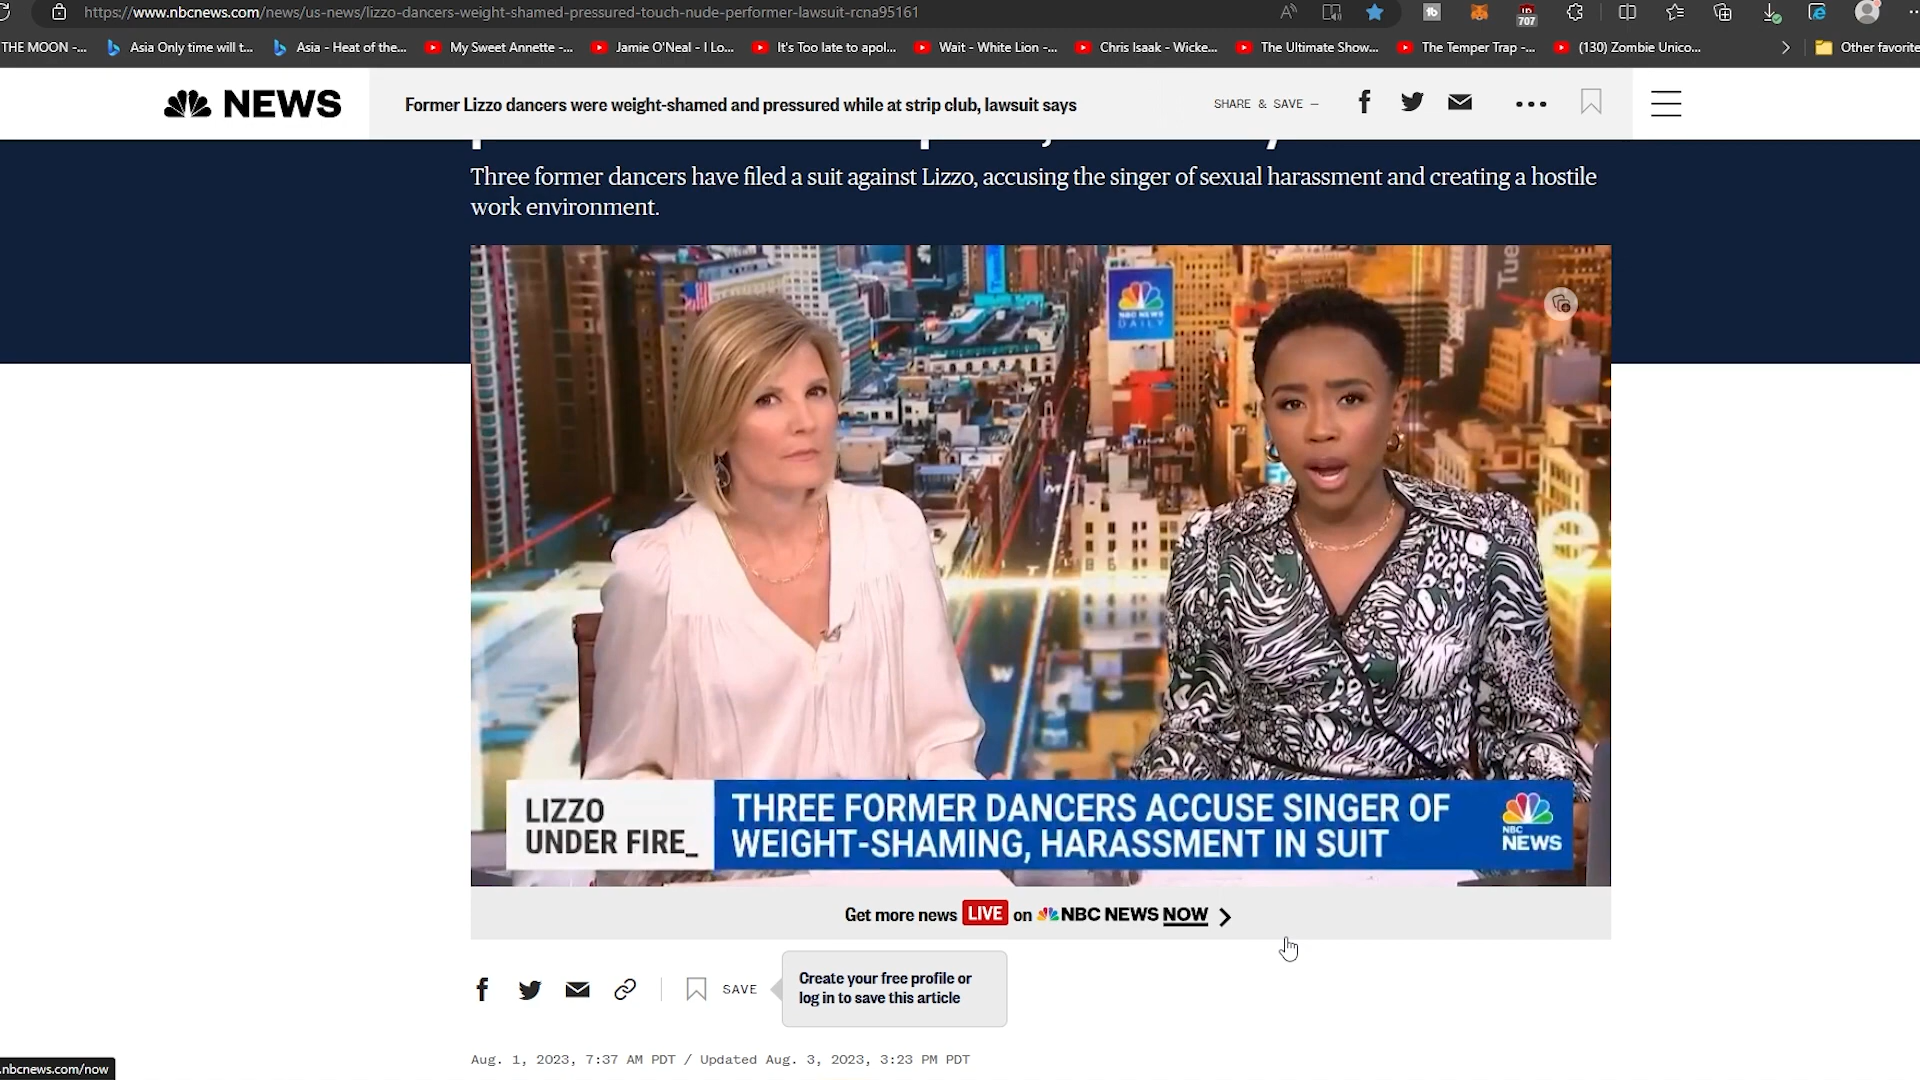 https://www.nbcnews.com/news/us-news/lizzo-dancers-weight-shamed-pressured-touch-nude-performer-lawsuit-rcna95161
707
THE MOON -...
Asia Only time will t...
Asia - Heat of the...
My Sweet Annette -...
Jamie O'Neal - I Lo...
It's Too late to apol...
Wait - White Lion -...
Chris Isaak - Wicke...
The Ultimate Show...
The Temper Trap -...
(130) Zombie Unico...
Other favorite
NEWS
Former Lizzo dancers were weight-shamed and pressured while at strip club, lawsuit says
SHARE & SAVE —
Three former dancers have filed a suit against Lizzo, accusing the singer of sexual harassment and creating a hostile
work environment.
Tue
NBC NEWS
DAILY
LIZZO
UNDER FIRE_
THREE FORMER DANCERS ACCUSE SINGER OF
WEIGHT-SHAMING, HARASSMENT IN SUIT
NBC
NEWS
Get more news LIVE on NBC NEWS NOW
SAVE
Create your free profile or
log in to save this article
Aug. 1, 2023, 7:37 AM PDT / Updated Aug. 3, 2023, 3:23 PM PDT
.nbcnews.com/now